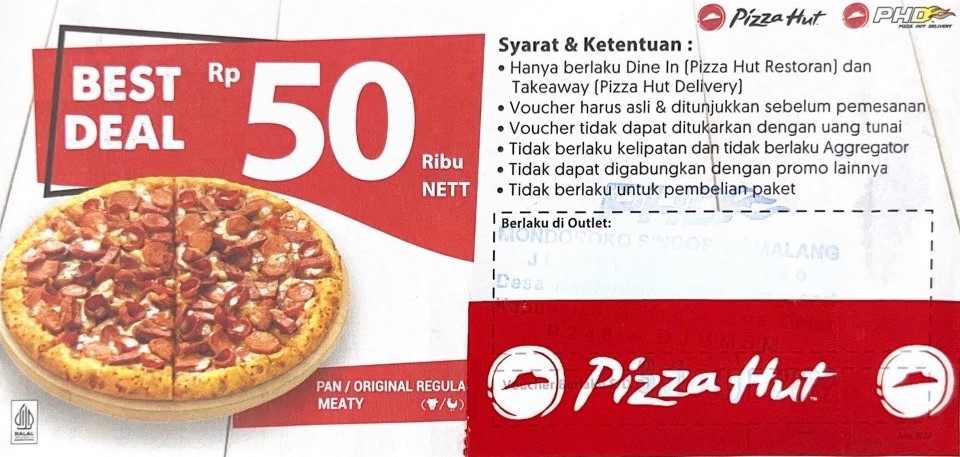 BEST
DEAL
Rp 50 Ribu
NETT
PAN / ORIGINAL REGULA
MEATY
HALAL
Pizza Hut
PHD
PIZZA HUT DELIVERY
Syarat & Ketentuan :
• Hanya berlaku Dine In (Pizza Hut Restoran) dan
Takeaway (Pizza Hut Delivery)
• Voucher harus asli & ditunjukkan sebelum pemesanan
• Voucher tidak dapat ditukarkan dengan uang tunai
• Tidak berlaku kelipatan dan tidak berlaku Aggregator
• Tidak dapat digabungkan dengan promo lainnya
• Tidak berlaku untuk pembelian paket
Berlaku di Outlet:
MONDOROKO MALANG
Desa
Pizza Hut